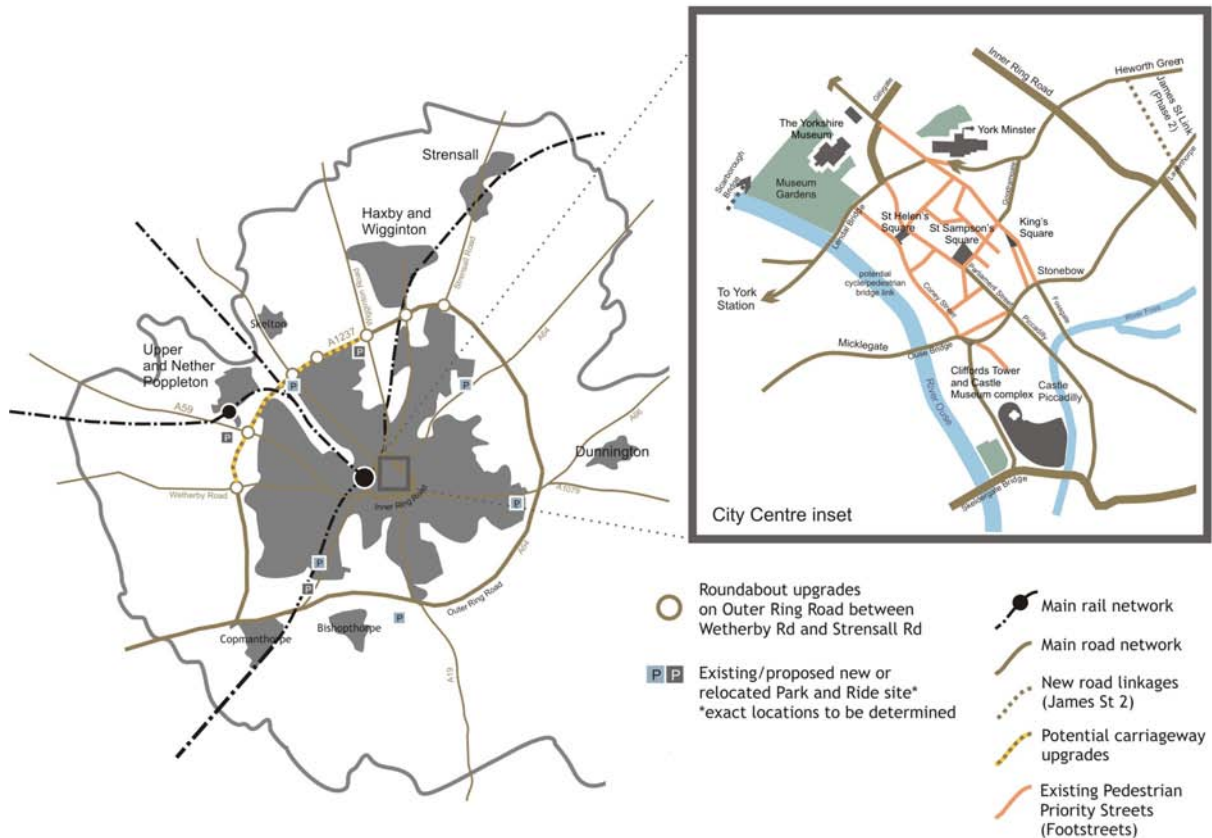 Strensall
Haxby and
Wigginton
Strensall Road
Wigginton Road
A64
Skelton
A1237
Upper
and Nether
Poppleton
P
P
P
A59
P
A66
Dunnington
Wetherby Road
Inner Ring Road
A1079
P
A64
P
P
Outer Ring Road
Copmanthorpe
Bishopthorpe
P
A19
Inner Ring Road
Heworth Green
James St Link
(Phase 2)
Gillygate
The Yorkshire
Museum
York Minster
Layerthorpe
Scarborough
Bridge
Museum
Gardens
Goodramgate
Lendal Bridge
St Helen's
Square
St Sampson's
Square
King's
Square
potential
cycle/pedestrian
bridge link
Stonebow
To York
Station
Coney Street
Parliament Street
Fossgate
Piccadilly
River Foss
Micklegate
Ouse Bridge
Cliffords Tower
and Castle
Museum complex
Castle
Piccadilly
River Ouse
Skeldergate Bridge
City Centre inset
Roundabout upgrades
on Outer Ring Road between
Wetherby Rd and Strensall Rd
P P Existing/proposed new or
relocated Park and Ride site*
*exact locations to be determined
Main rail network
Main road network
New road linkages
(James St 2)
Potential carriageway
upgrades
Existing Pedestrian
Priority Streets
(Footstreets)